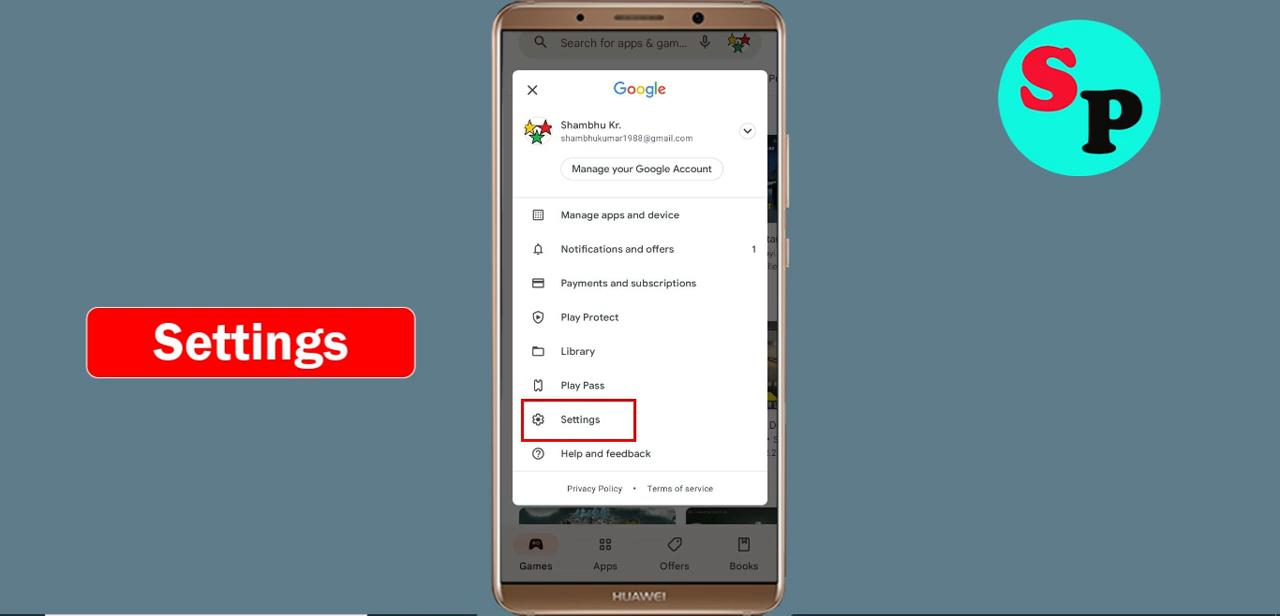 Search for apps & gam...
Google
Shambhu Kr.
shambhukumar1988@gmail.com
Manage your Google Account
Manage apps and device
Notifications and offers 1
Payments and subscriptions
Play Protect
Library
Play Pass
Settings
Help and feedback
Privacy Policy • Terms of service
Games Apps Offers Books
HUAWEI
Settings
SP